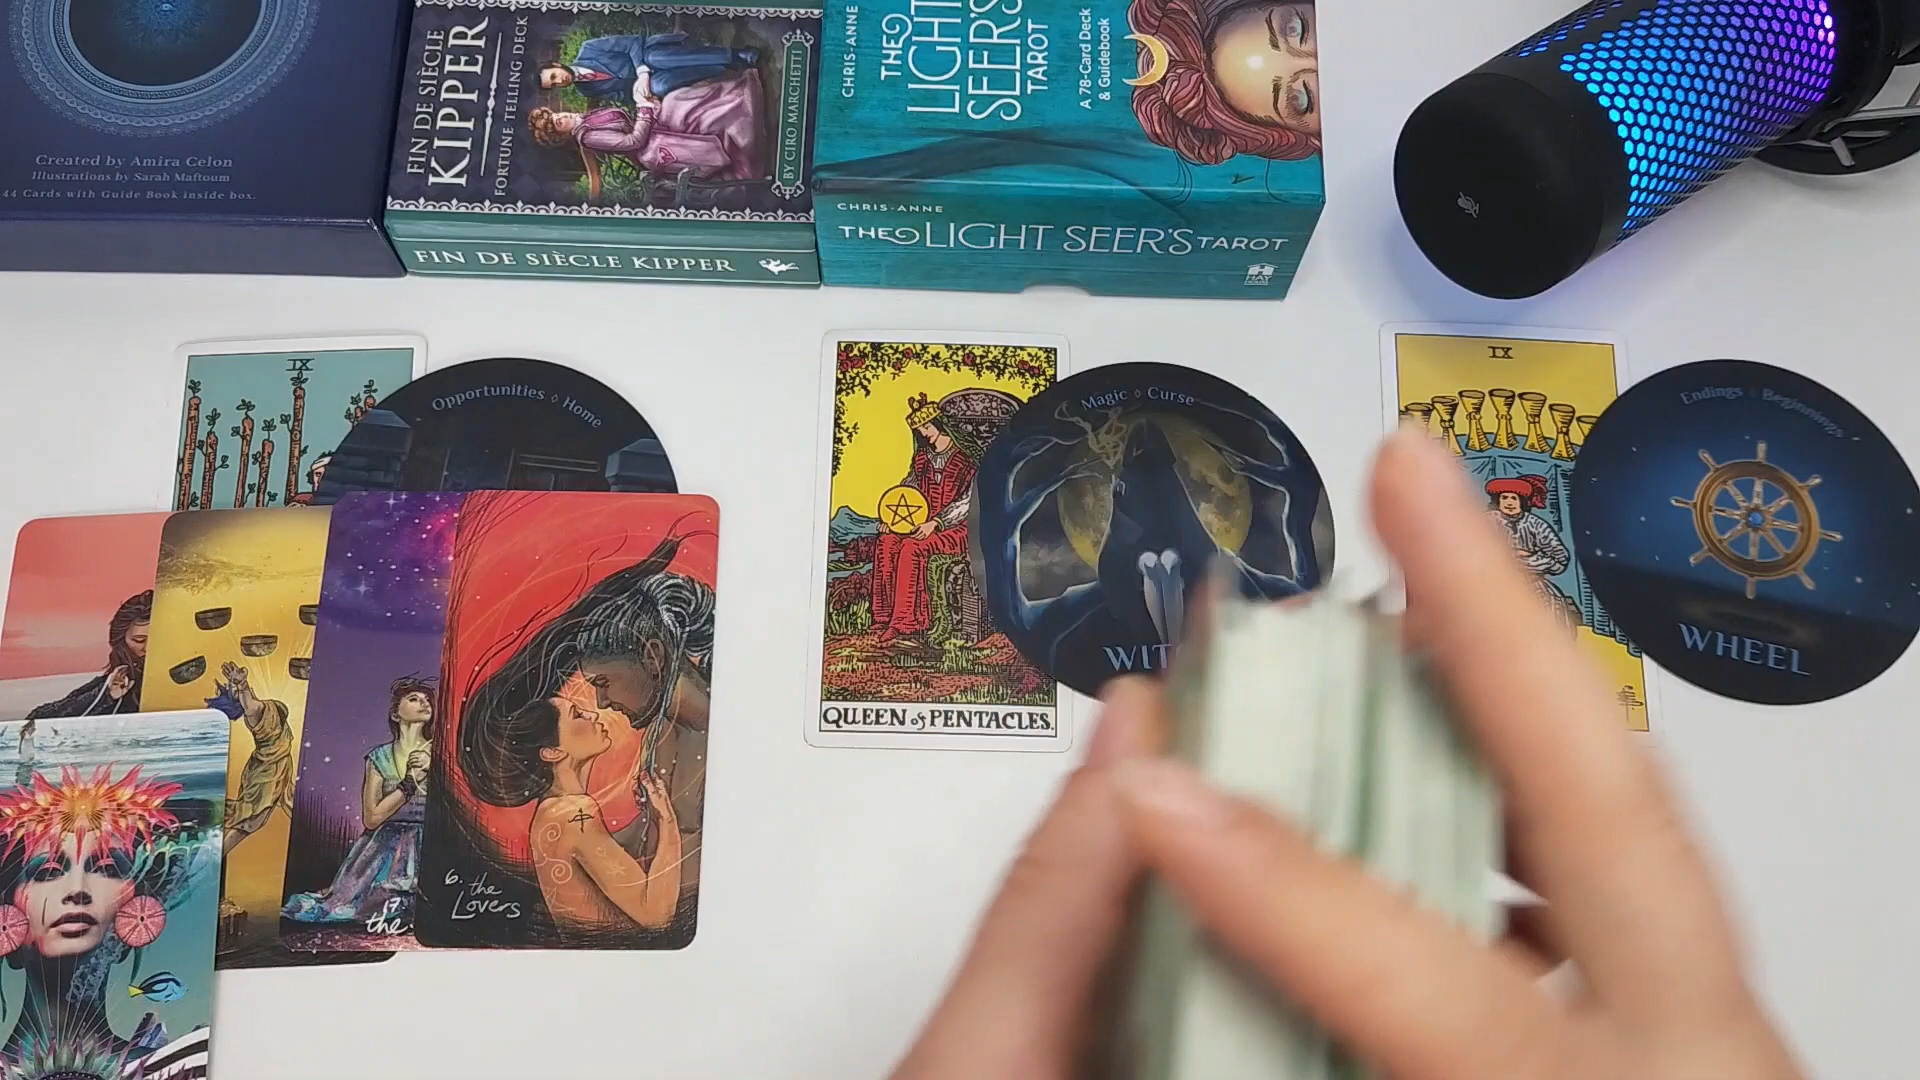 Created by Amira Celon
Illustrations by Sarah Maftoum
44 Cards with Guide Book inside box.
FIN DE SIÈCLE
KIPPER
FORTUNE TELLING DECK
BY CIRO MARCHETTI
FIN DE SIÈCLE KIPPER
CHRIS-ANNE
THE
LIGHT
SEER'S
TAROT
A 78-Card Deck
& Guidebook
CHRIS-ANNE
THE LIGHT SEER'S TAROT
HAY
HOUSE
IX
Opportunities ◊ Home
6. the
Lovers
17.
the
QUEEN of PENTACLES.
Magic ◊ Curse
WIT
IX
Endings ◊ Beginnings
WHEEL